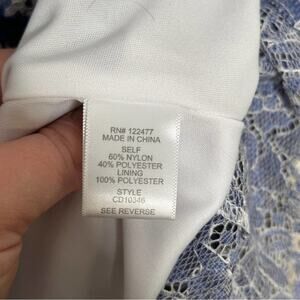 RN# 122477
MADE IN CHINA
SELF
60% NYLON
40% POLYESTER
LINING
100% POLYESTER
STYLE
CD10346
SEE REVERSE